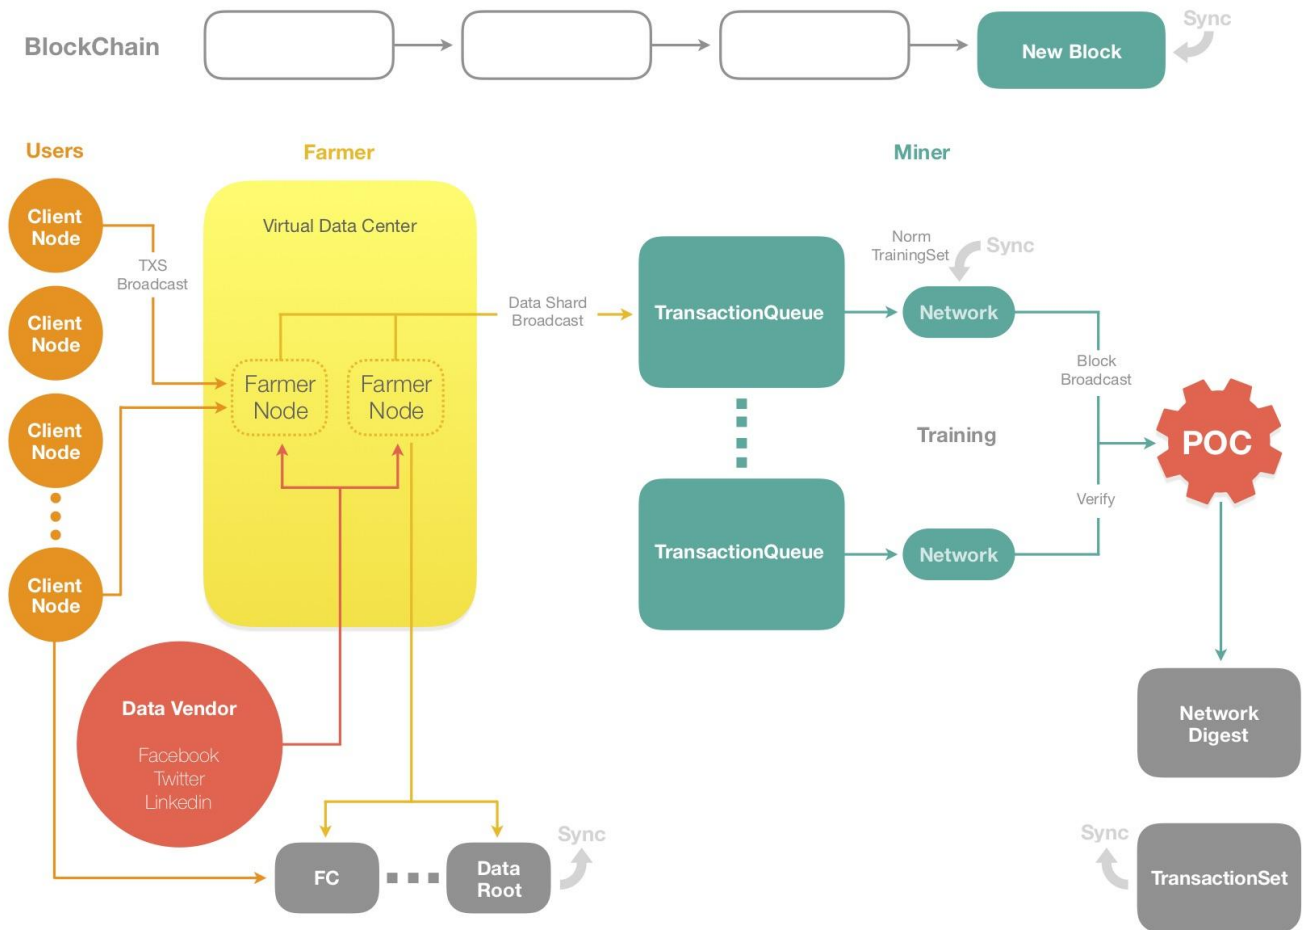 BlockChain
New Block
Sync
Users
Farmer
Miner
Client
Node
TXS
Broadcast
Client
Node
Client
Node
Client
Node
Virtual Data Center
Farmer
Node
Farmer
Node
Data Shard
Broadcast
TransactionQueue
Norm
TrainingSet
Sync
Network
Block
Broadcast
Training
POC
Verify
TransactionQueue
Network
Data Vendor
Facebook
Twitter
Linkedin
Network
Digest
FC
Data
Root
Sync
Sync
TransactionSet